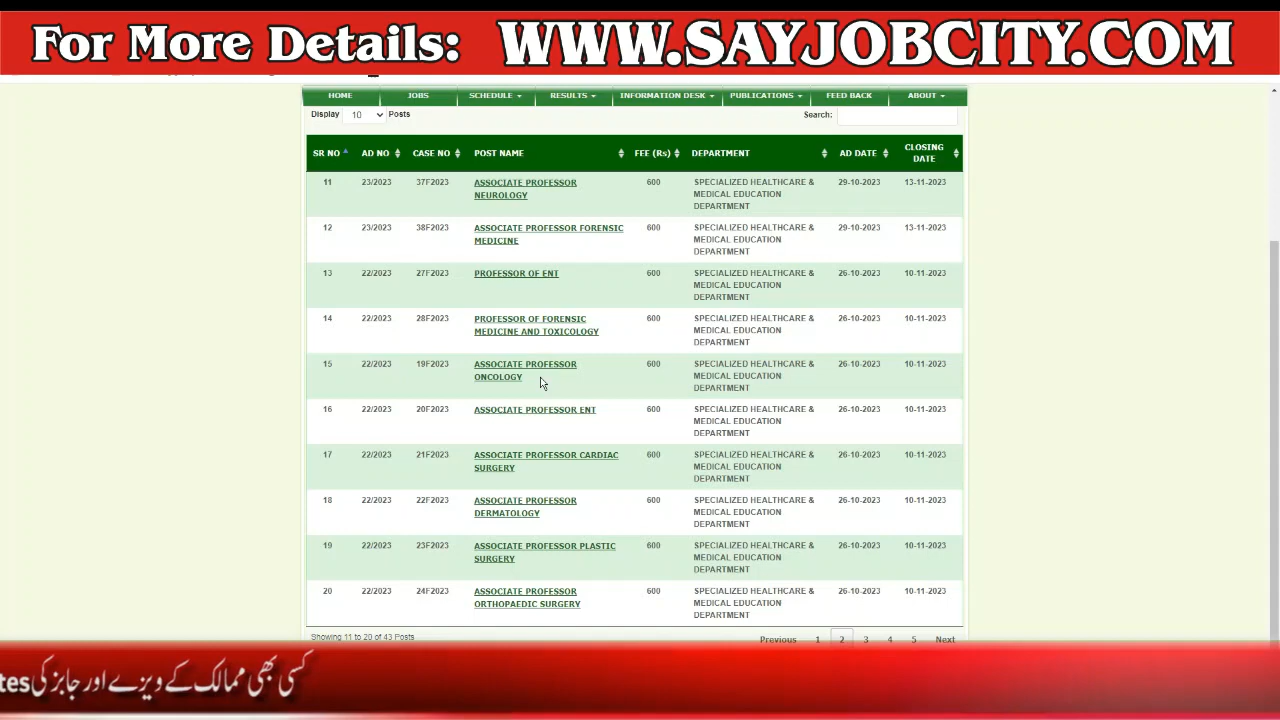 For More Details: WWW.SAYJOBCITY.COM
HOME JOBS SCHEDULE RESULTS INFORMATION DESK PUBLICATIONS FEED BACK ABOUT
Display 10 Posts Search:
SR NO AD NO CASE NO POST NAME FEE (Rs) DEPARTMENT AD DATE CLOSING DATE
11 23/2023 37F2023 ASSOCIATE PROFESSOR 600 SPECIALIZED HEALTHCARE & 29-10-2023 13-11-2023
NEUROLOGY MEDICAL EDUCATION
DEPARTMENT
12 23/2023 38F2023 ASSOCIATE PROFESSOR FORENSIC 600 SPECIALIZED HEALTHCARE & 29-10-2023 13-11-2023
MEDICINE MEDICAL EDUCATION
DEPARTMENT
13 22/2023 27F2023 PROFESSOR OF ENT 600 SPECIALIZED HEALTHCARE & 26-10-2023 10-11-2023
MEDICAL EDUCATION
DEPARTMENT
14 22/2023 28F2023 PROFESSOR OF FORENSIC 600 SPECIALIZED HEALTHCARE & 26-10-2023 10-11-2023
MEDICINE AND TOXICOLOGY MEDICAL EDUCATION
DEPARTMENT
15 22/2023 19F2023 ASSOCIATE PROFESSOR 600 SPECIALIZED HEALTHCARE & 26-10-2023 10-11-2023
ONCOLOGY MEDICAL EDUCATION
DEPARTMENT
16 22/2023 20F2023 ASSOCIATE PROFESSOR ENT 600 SPECIALIZED HEALTHCARE & 26-10-2023 10-11-2023
MEDICAL EDUCATION
DEPARTMENT
17 22/2023 21F2023 ASSOCIATE PROFESSOR CARDIAC 600 SPECIALIZED HEALTHCARE & 26-10-2023 10-11-2023
SURGERY MEDICAL EDUCATION
DEPARTMENT
18 22/2023 22F2023 ASSOCIATE PROFESSOR 600 SPECIALIZED HEALTHCARE & 26-10-2023 10-11-2023
DERMATOLOGY MEDICAL EDUCATION
DEPARTMENT
19 22/2023 23F2023 ASSOCIATE PROFESSOR PLASTIC 600 SPECIALIZED HEALTHCARE & 26-10-2023 10-11-2023
SURGERY MEDICAL EDUCATION
DEPARTMENT
20 22/2023 24F2023 ASSOCIATE PROFESSOR 600 SPECIALIZED HEALTHCARE & 26-10-2023 10-11-2023
ORTHOPAEDIC SURGERY MEDICAL EDUCATION
DEPARTMENT
Showing 11 to 20 of 43 Posts Previous 1 2 3 4 5 Next
کسی بھی ممالک کے ویزے اور جابز کی tes